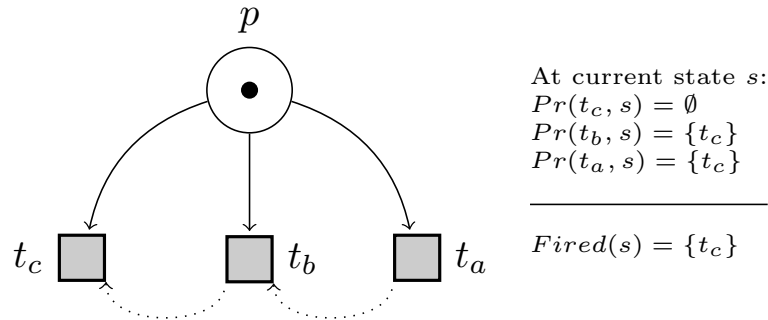 p
At current state s:
Pr(t_c, s) = ∅
Pr(t_b, s) = {t_c}
Pr(t_a, s) = {t_c}
Fired(s) = {t_c}
t_c
t_b
t_a